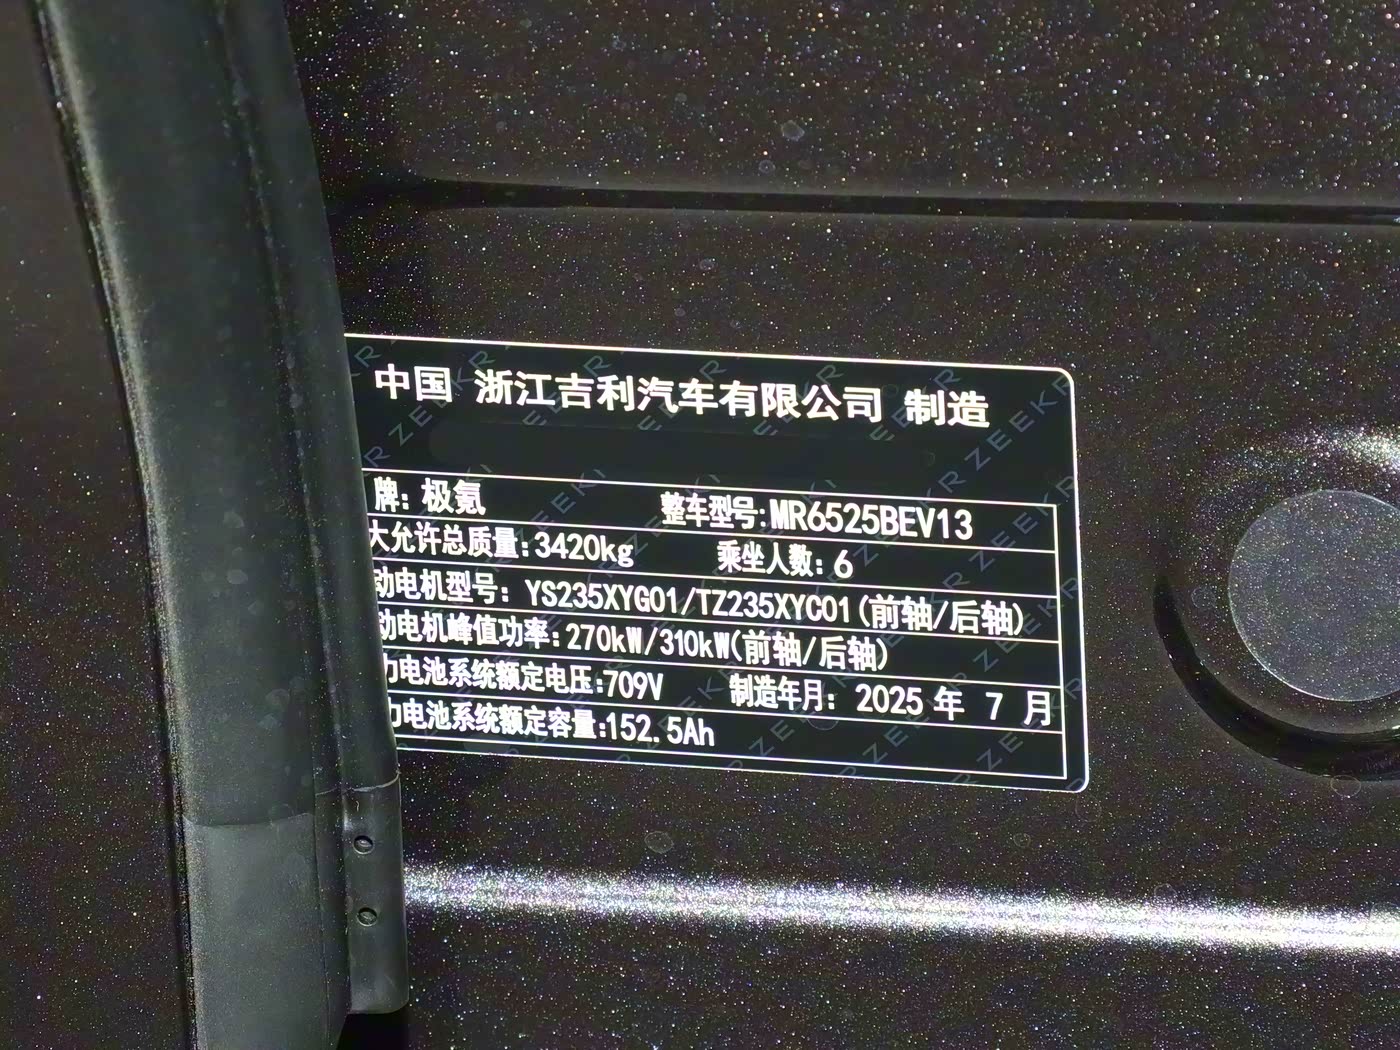 中国 浙江吉利汽车有限公司 制造
牌: 极氪 整车型号:MR6525BEV13
大允许总质量:3420kg 乘坐人数: 6
动电机型号: YS235XYG01/TZ235XYC01(前轴/后轴)
动电机峰值功率:270kW/310kW(前轴/后轴)
力电池系统额定电压:709V 制造年月: 2025 年 7 月
力电池系统额定容量:152.5Ah